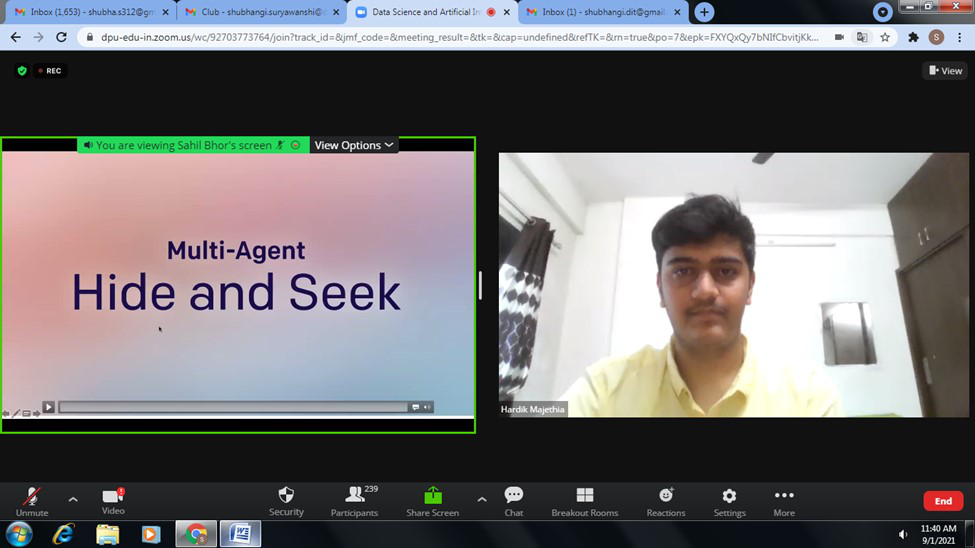 Inbox (1,653) - shubha.s312@gm
Club - shubhangi.suryawanshi@d
Data Science and Artificial In
Inbox (1) - shubhangi.dit@gmail
dpu-edu-in.zoom.us/wc/92703773764/join?track_id=&jmf_code=&meeting_result=&tk=&cap=undefined&refTK=&rn=true&po=7&epk=FXYQxQy7bNIfCbvitjKk...
S
REC
View
You are viewing Sahil Bhor's screen
View Options
Multi-Agent
Hide and Seek
Hardik Majethia
Unmute
Video
Security
Participants
239
Share Screen
Chat
Breakout Rooms
Reactions
Settings
More
End
11:40 AM
9/1/2021